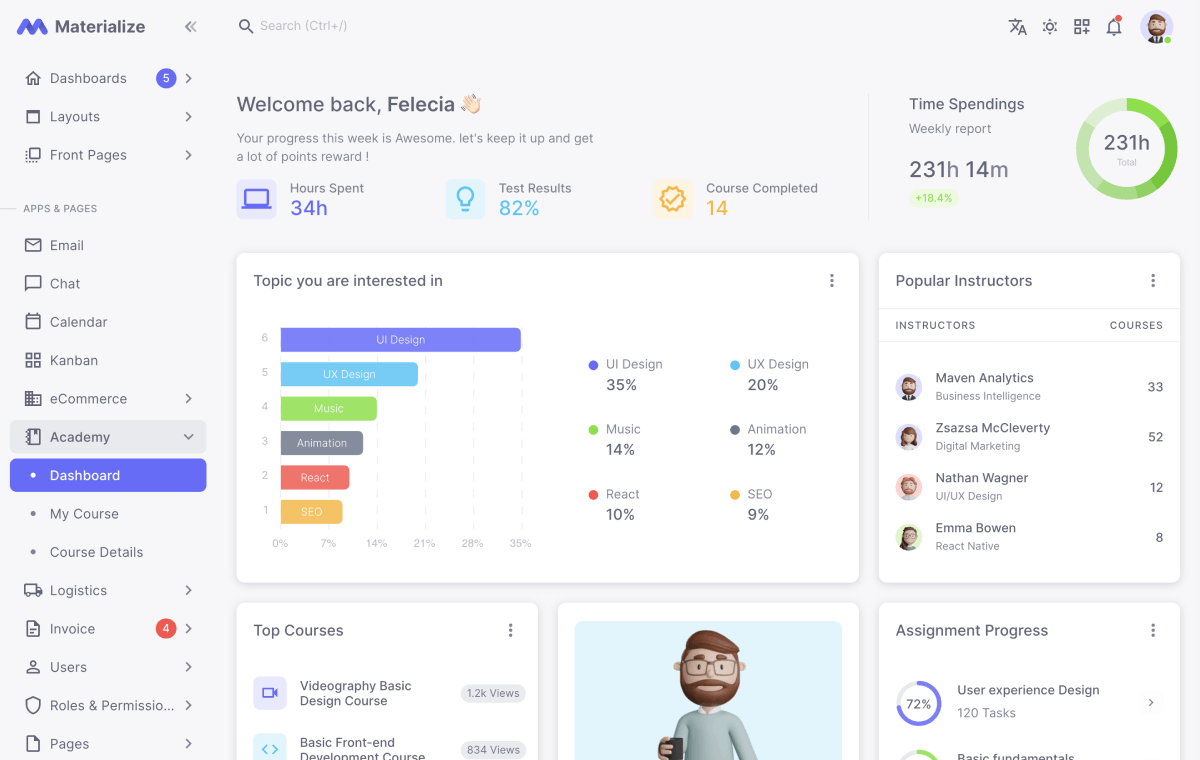 Materialize
Search (Ctrl+/)
Dashboards 5
Layouts
Front Pages
APPS & PAGES
Email
Chat
Calendar
Kanban
eCommerce
Academy
Dashboard
My Course
Course Details
Logistics
Invoice 4
Users
Roles & Permissio...
Pages
Welcome back, Felecia
Your progress this week is Awesome. let's keep it up and get
a lot of points reward !
Hours Spent
34h
Test Results
82%
Course Completed
14
Time Spendings
Weekly report
231h 14m
+18.4%
231h
Total
Topic you are interested in
6
UI Design
5
UX Design
4
Music
3
Animation
2
React
1
SEO
0% 7% 14% 21% 28% 35%
UI Design
35%
UX Design
20%
Music
14%
Animation
12%
React
10%
SEO
9%
Popular Instructors
INSTRUCTORS COURSES
Maven Analytics
Business Intelligence
33
Zsazsa McCleverty
Digital Marketing
52
Nathan Wagner
UI/UX Design
12
Emma Bowen
React Native
8
Top Courses
Videography Basic
Design Course
1.2k Views
Basic Front-end
Development Course
834 Views
Assignment Progress
72%
User experience Design
120 Tasks
Basic fundamentals